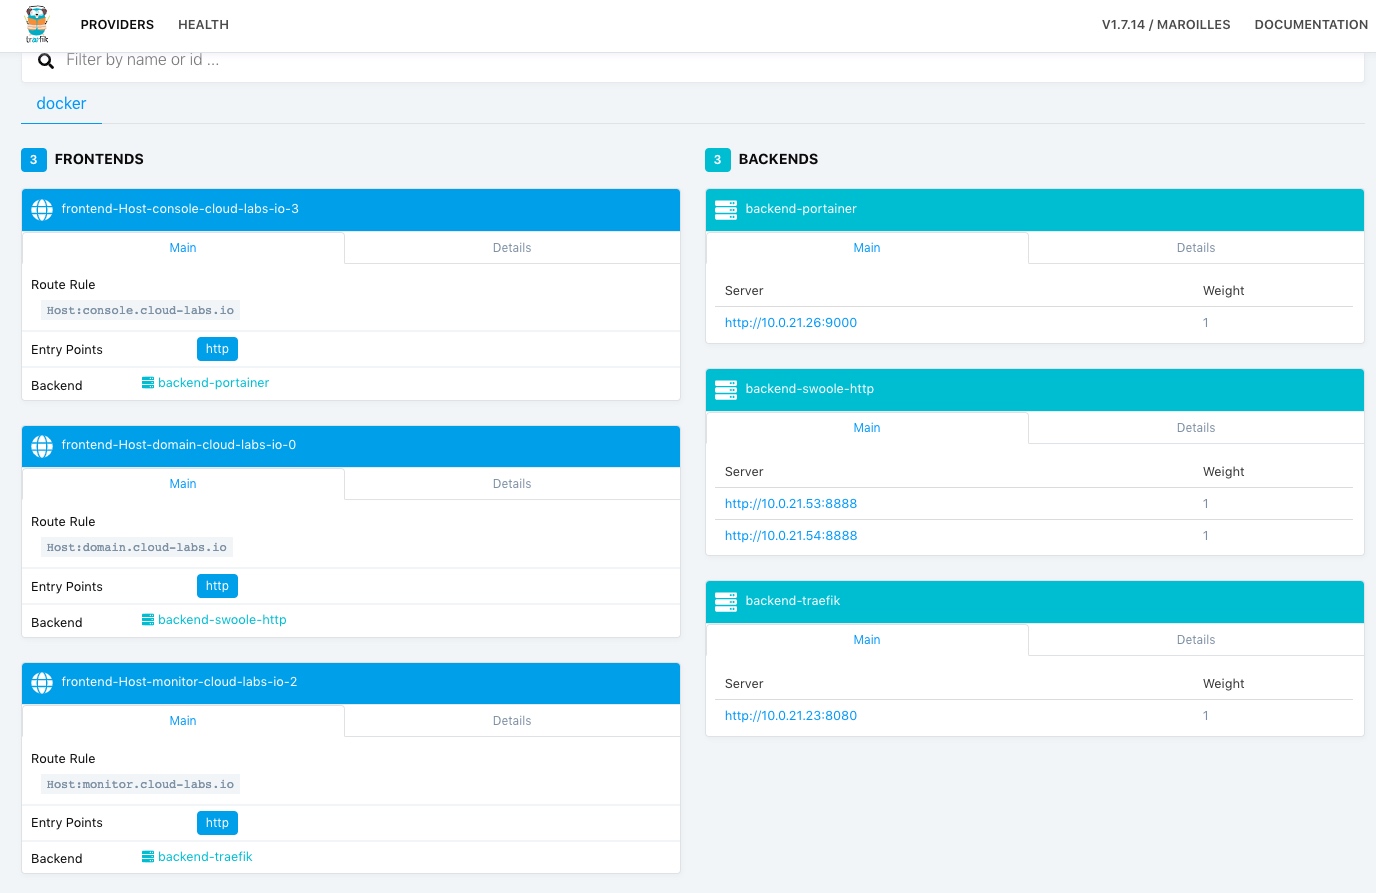 træfik
PROVIDERS
HEALTH
V1.7.14 / MAROILLES
DOCUMENTATION
Filter by name or id ...
docker
3 FRONTENDS
frontend-Host-console-cloud-labs-io-3
Main Details
Route Rule
Host:console.cloud-labs.io
Entry Points http
Backend backend-portainer
frontend-Host-domain-cloud-labs-io-0
Main Details
Route Rule
Host:domain.cloud-labs.io
Entry Points http
Backend backend-swoole-http
frontend-Host-monitor-cloud-labs-io-2
Main Details
Route Rule
Host:monitor.cloud-labs.io
Entry Points http
Backend backend-traefik
3 BACKENDS
backend-portainer
Main Details
Server Weight
http://10.0.21.26:9000 1
backend-swoole-http
Main Details
Server Weight
http://10.0.21.53:8888 1
http://10.0.21.54:8888 1
backend-traefik
Main Details
Server Weight
http://10.0.21.23:8080 1